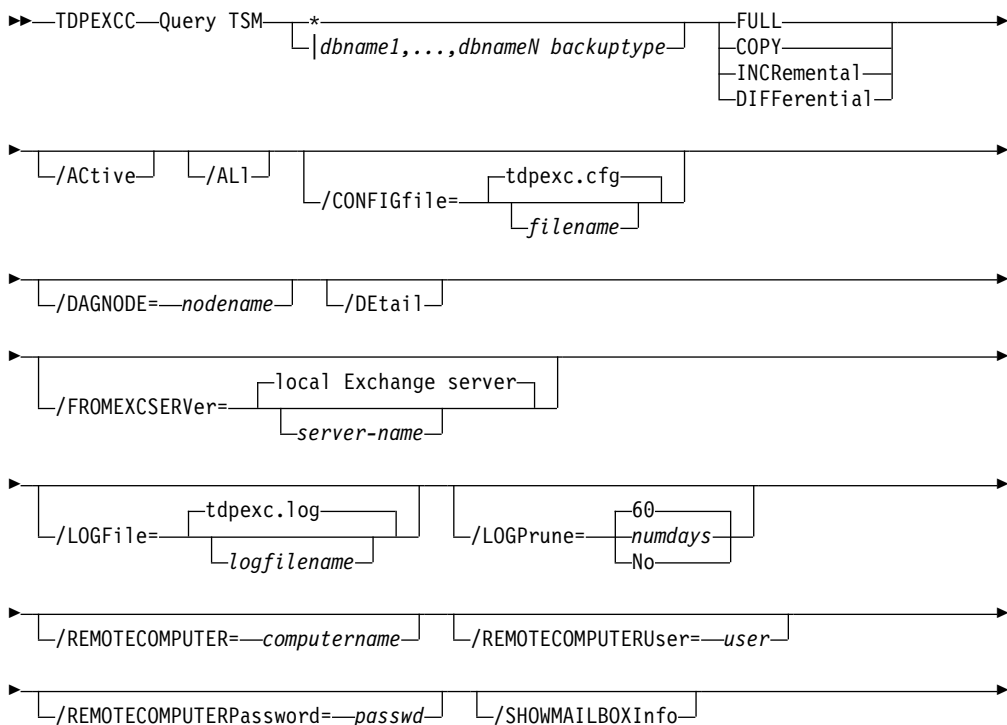 TDPEXCC Query TSM * FULL
|dbname1,...,dbnameN backuptype COPY
INCRemental
DIFFerential
/ACtive /ALl /CONFIGfile= tdpexc.cfg
filename
/DAGNODE= nodename /DEtail
/FROMEXCSERVer= local Exchange server
server-name
/LOGFile= tdpexc.log /LOGPrune= 60
logfilename numdays
No
/REMOTECOMPUTER= computername /REMOTECOMPUTERUser= user
/REMOTECOMPUTERPassword= passwd /SHOWMAILBOXInfo